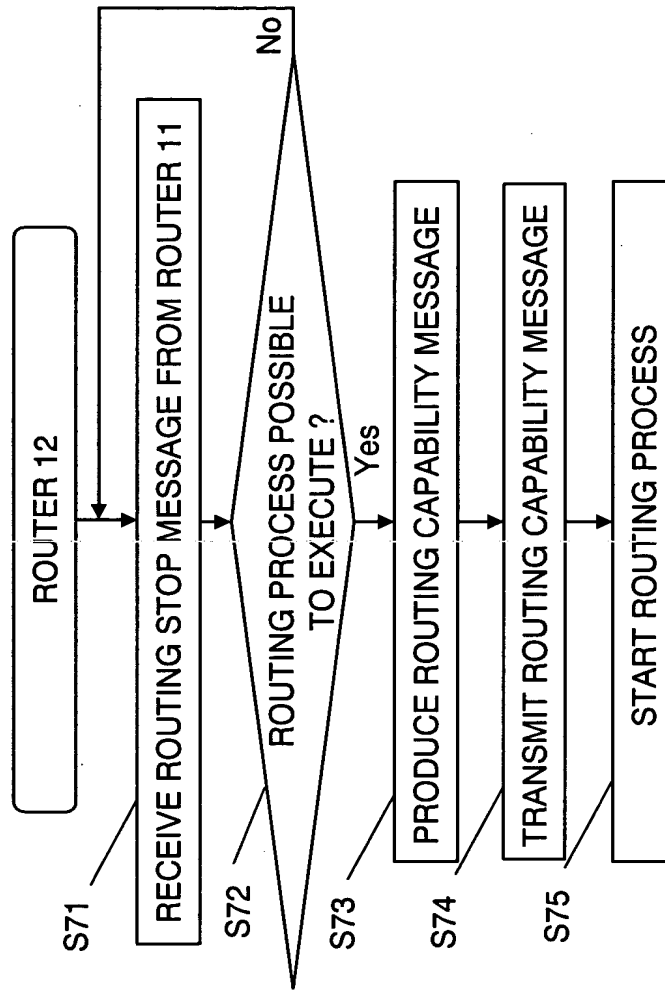 ROUTER 12
S71
RECEIVE ROUTING STOP MESSAGE FROM ROUTER 11
No
S72
ROUTING PROCESS POSSIBLE
TO EXECUTE ?
Yes
S73
PRODUCE ROUTING CAPABILITY MESSAGE
S74
TRANSMIT ROUTING CAPABILITY MESSAGE
S75
START ROUTING PROCESS